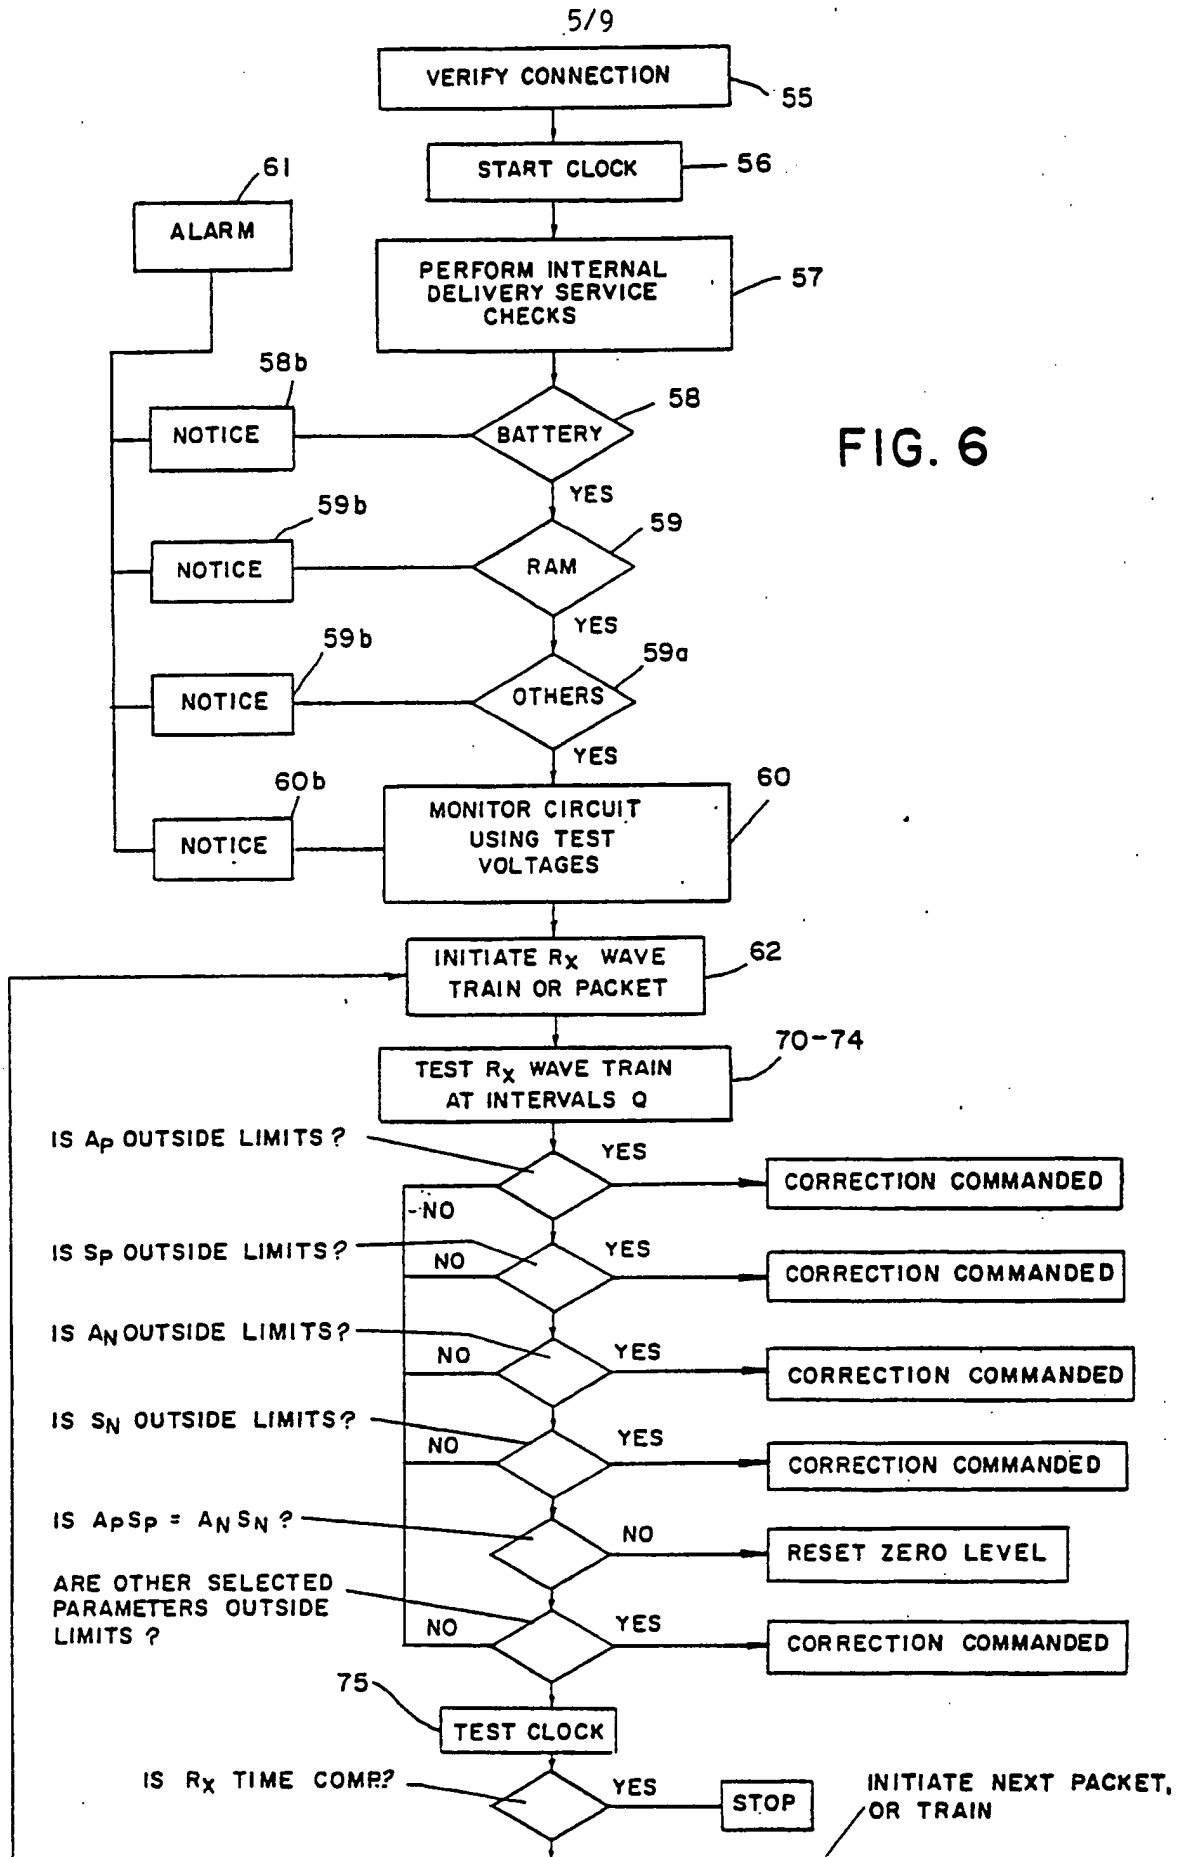 5/9
VERIFY CONNECTION
55
START CLOCK
56
61
ALARM
PERFORM INTERNAL
DELIVERY SERVICE
CHECKS
57
58b
NOTICE
BATTERY
58
YES
FIG. 6
59b
NOTICE
RAM
59
YES
59b
NOTICE
OTHERS
59a
YES
60b
NOTICE
MONITOR CIRCUIT
USING TEST
VOLTAGES
60
INITIATE RX WAVE
TRAIN OR PACKET
62
TEST RX WAVE TRAIN
AT INTERVALS Q
70-74
IS AP OUTSIDE LIMITS?
YES
CORRECTION COMMANDED
NO
IS SP OUTSIDE LIMITS?
NO
YES
CORRECTION COMMANDED
IS AN OUTSIDE LIMITS?
NO
YES
CORRECTION COMMANDED
IS SN OUTSIDE LIMITS?
NO
YES
CORRECTION COMMANDED
IS APSP = ANSN ?
NO
RESET ZERO LEVEL
ARE OTHER SELECTED
PARAMETERS OUTSIDE
LIMITS ?
NO
YES
CORRECTION COMMANDED
75
TEST CLOCK
IS RX TIME COMP.?
YES
STOP
INITIATE NEXT PACKET,
OR TRAIN